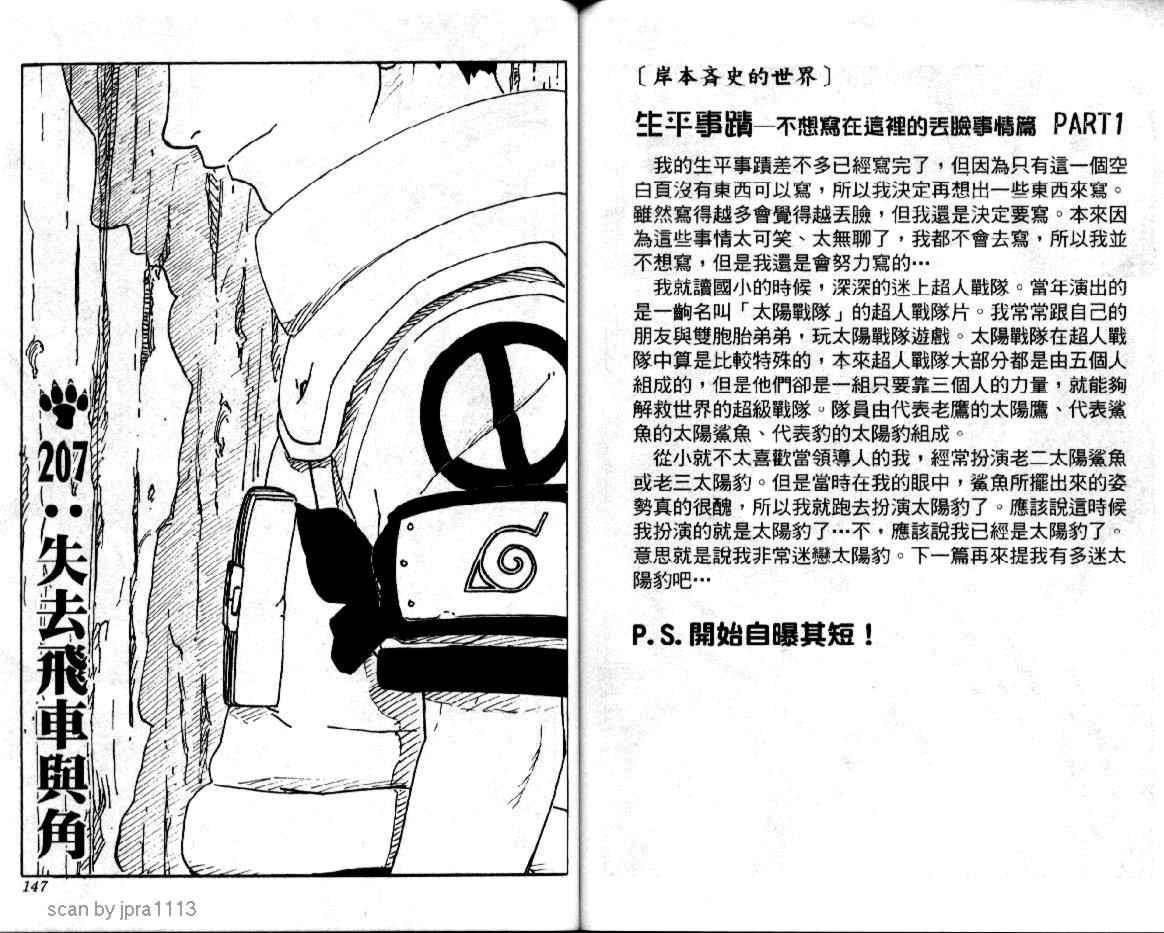 〔岸本斉史的世界〕
生平事蹟—不想寫在這裡的丟臉事情篇 PART1
我的生平事蹟差不多已經寫完了，但因為只有這一個空
白頁沒有東西可以寫，所以我決定再想出一些東西來寫。
雖然寫得越多會覺得越丟臉，但我還是決定要寫。本來因
為這些事情太可笑、太無聊了，我都不會去寫，所以我並
不想寫，但是我還是會努力寫的…
我就讀國小的時候，深深的迷上超人戰隊。當年演出的
是一齣名叫「太陽戰隊」的超人戰隊片。我常常跟自己的
朋友與雙胞胎弟弟，玩太陽戰隊遊戲。太陽戰隊在超人戰
隊中算是比較特殊的，本來超人戰隊大部分都是由五個人
組成的，但是他們卻是一組只要靠三個人的力量，就能夠
解救世界的超級戰隊。隊員由代表老鷹的太陽鷹、代表鯊
魚的太陽鯊魚、代表豹的太陽豹組成。
從小就不太喜歡當領導人的我，經常扮演老二太陽鯊魚
或老三太陽豹。但是當時在我的眼中，鯊魚所擺出來的姿
勢真的很醜，所以我就跑去扮演太陽豹了。應該說這時候
我扮演的就是太陽豹了…不，應該說我已經是太陽豹了。
意思就是說我非常迷戀太陽豹。下一篇再來提我有多迷太
陽豹吧…
P.S.開始自曝其短！
207：失去飛車與角
147
scan by jpra1113